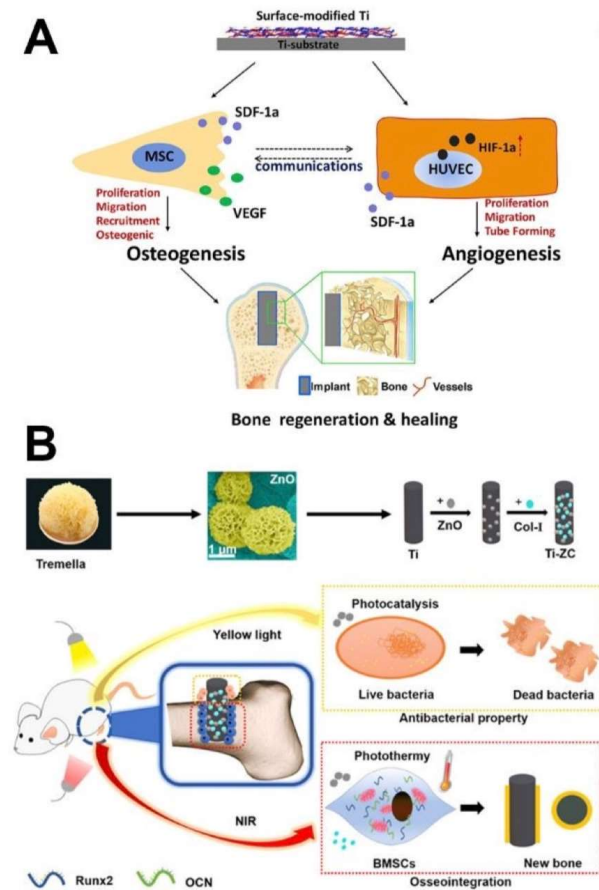 A
Surface-modified Ti
Ti-substrate
SDF-1a
MSC
communications
HIF-1a
HUVEC
VEGF
SDF-1a
Proliferation
Migration
Recruitment
Osteogenic
Proliferation
Migration
Tube Forming
Osteogenesis
Angiogenesis
Implant Bone Vessels
Bone regeneration & healing
B
Tremella
ZnO
1 μm
+
ZnO
+
Col-I
Ti
Ti-ZC
Yellow light
Photocatalysis
Live bacteria
Dead bacteria
Antibacterial property
NIR
Photothermy
BMSCs
New bone
Osseointegration
Runx2 OCN